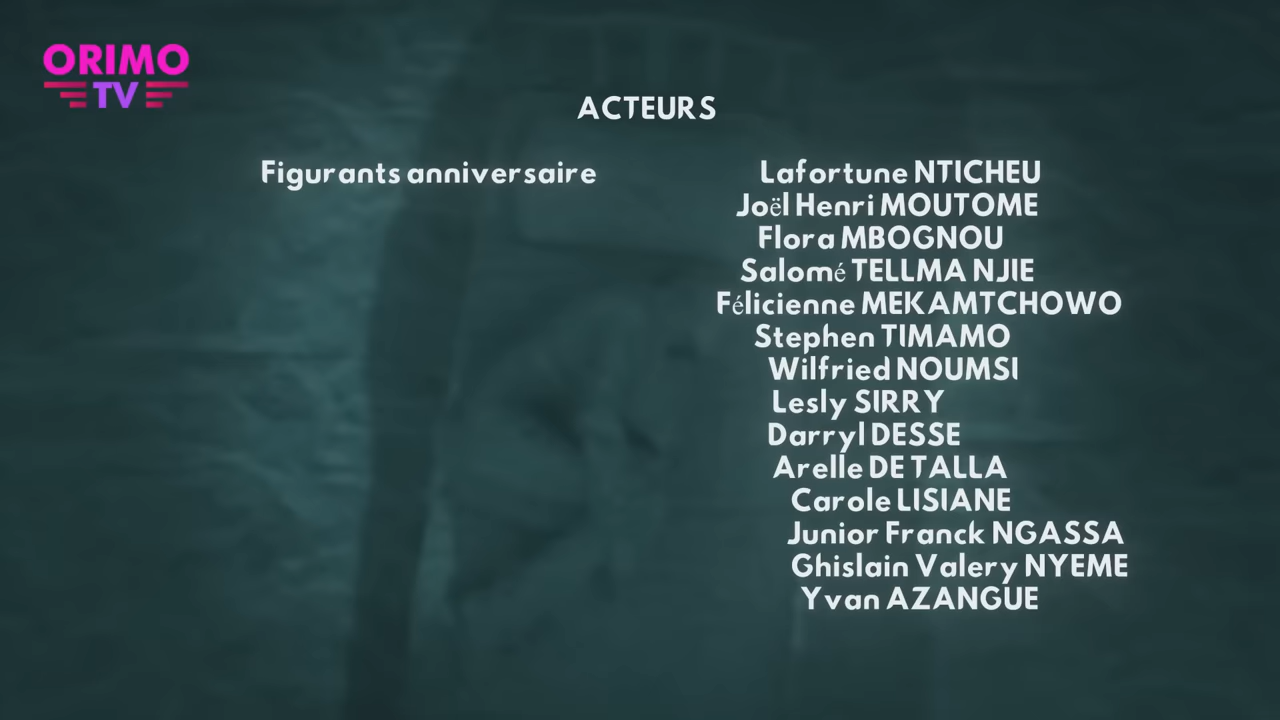 ORIMO
TV
ACTEURS
Figurants anniversaire
Lafortune NTICHEU
Joël Henri MOUTOME
Flora MBOGNOU
Salomé TELLMA NJIE
Félicienne MEKAMTCHOWO
Stephen TIMAMO
Wilfried NOUMSI
Lesly SIRRY
Darryl DESSE
Arelle DE TALLA
Carole LISIANE
Junior Franck NGASSA
Ghislain Valery NYEME
Yvan AZANGUE